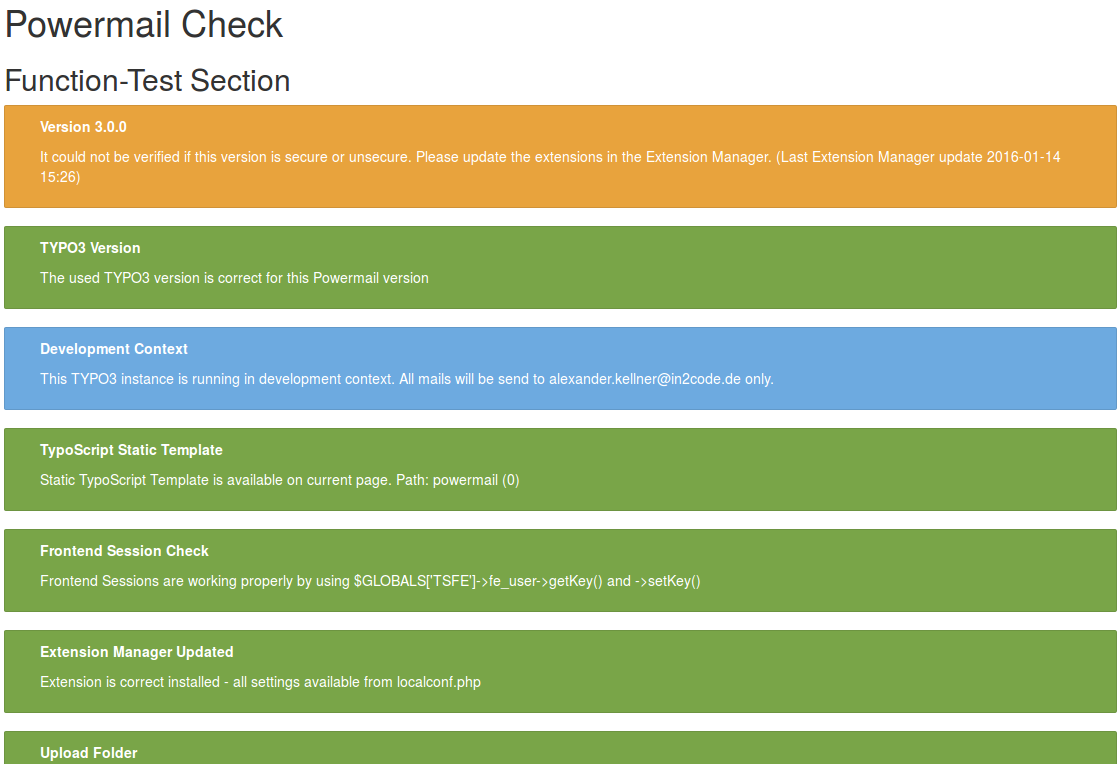 Powermail Check
Function-Test Section
Version 3.0.0
It could not be verified if this version is secure or unsecure. Please update the extensions in the Extension Manager. (Last Extension Manager update 2016-01-14
15:26)
TYPO3 Version
The used TYPO3 version is correct for this Powermail version
Development Context
This TYPO3 instance is running in development context. All mails will be send to alexander.kellner@in2code.de only.
TypoScript Static Template
Static TypoScript Template is available on current page. Path: powermail (0)
Frontend Session Check
Frontend Sessions are working properly by using $GLOBALS['TSFE']->fe_user->getKey() and ->setKey()
Extension Manager Updated
Extension is correct installed - all settings available from localconf.php
Upload Folder